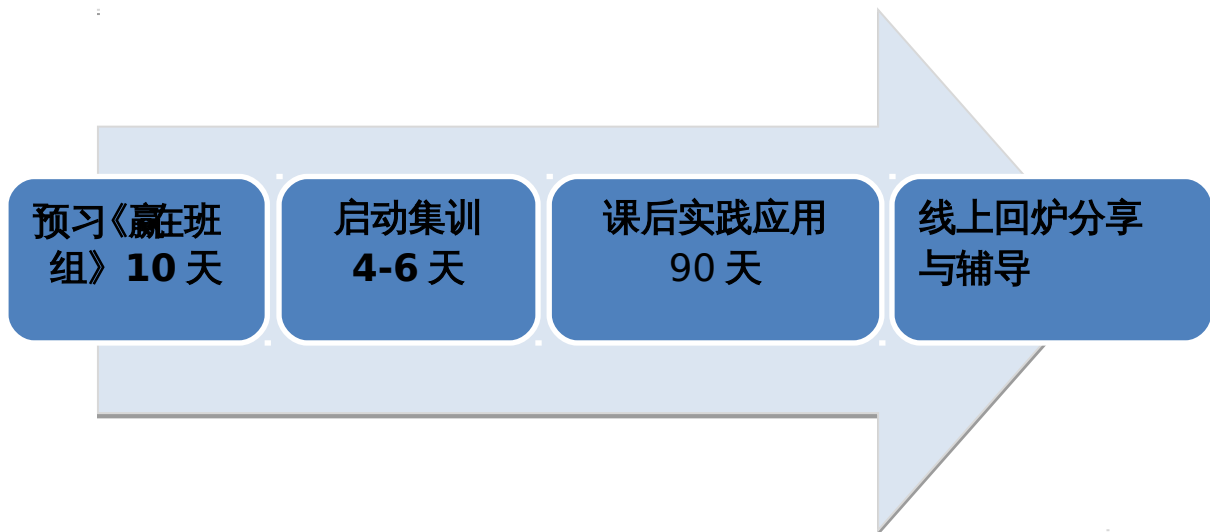 预习《赢在班
组》10 天
启动集训
4-6 天
课后实践应用
90 天
线上回炉分享
与辅导